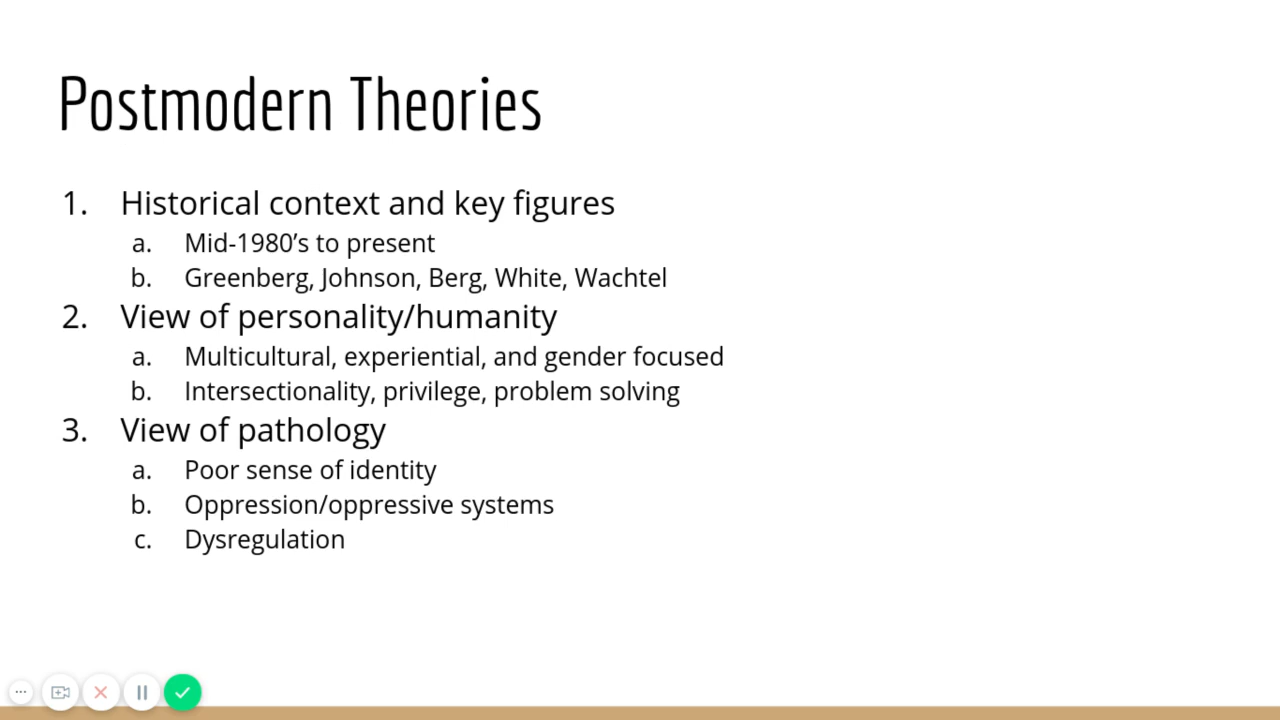 Postmodern Theories
1. Historical context and key figures
a. Mid-1980’s to present
b. Greenberg, Johnson, Berg, White, Wachtel
2. View of personality/humanity
a. Multicultural, experiential, and gender focused
b. Intersectionality, privilege, problem solving
3. View of pathology
a. Poor sense of identity
b. Oppression/oppressive systems
c. Dysregulation